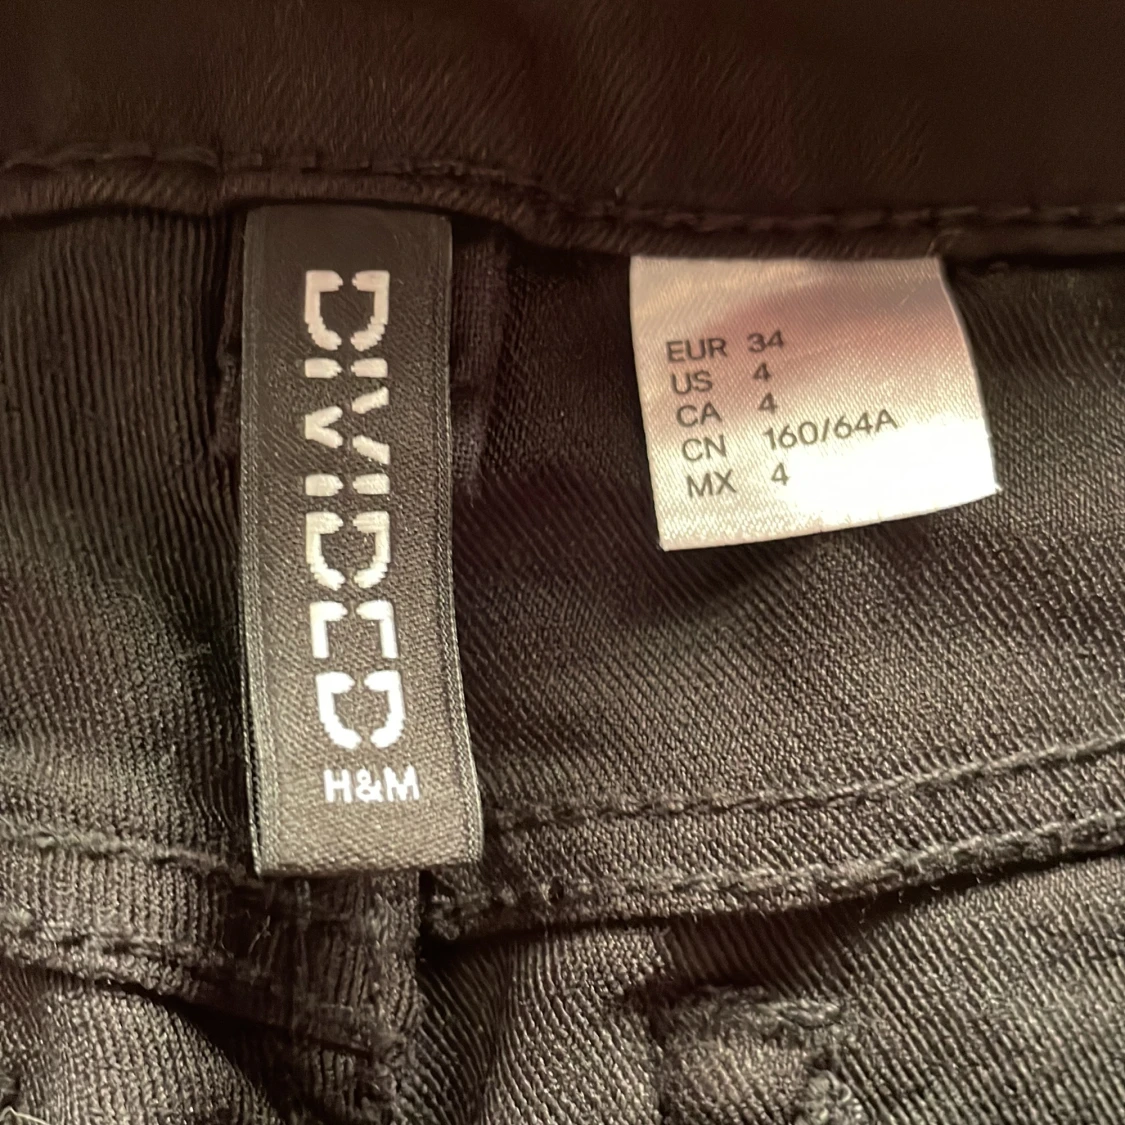 DIVIDED
H&M
EUR 34
US 4
CA 4
CN 160/64A
MX 4